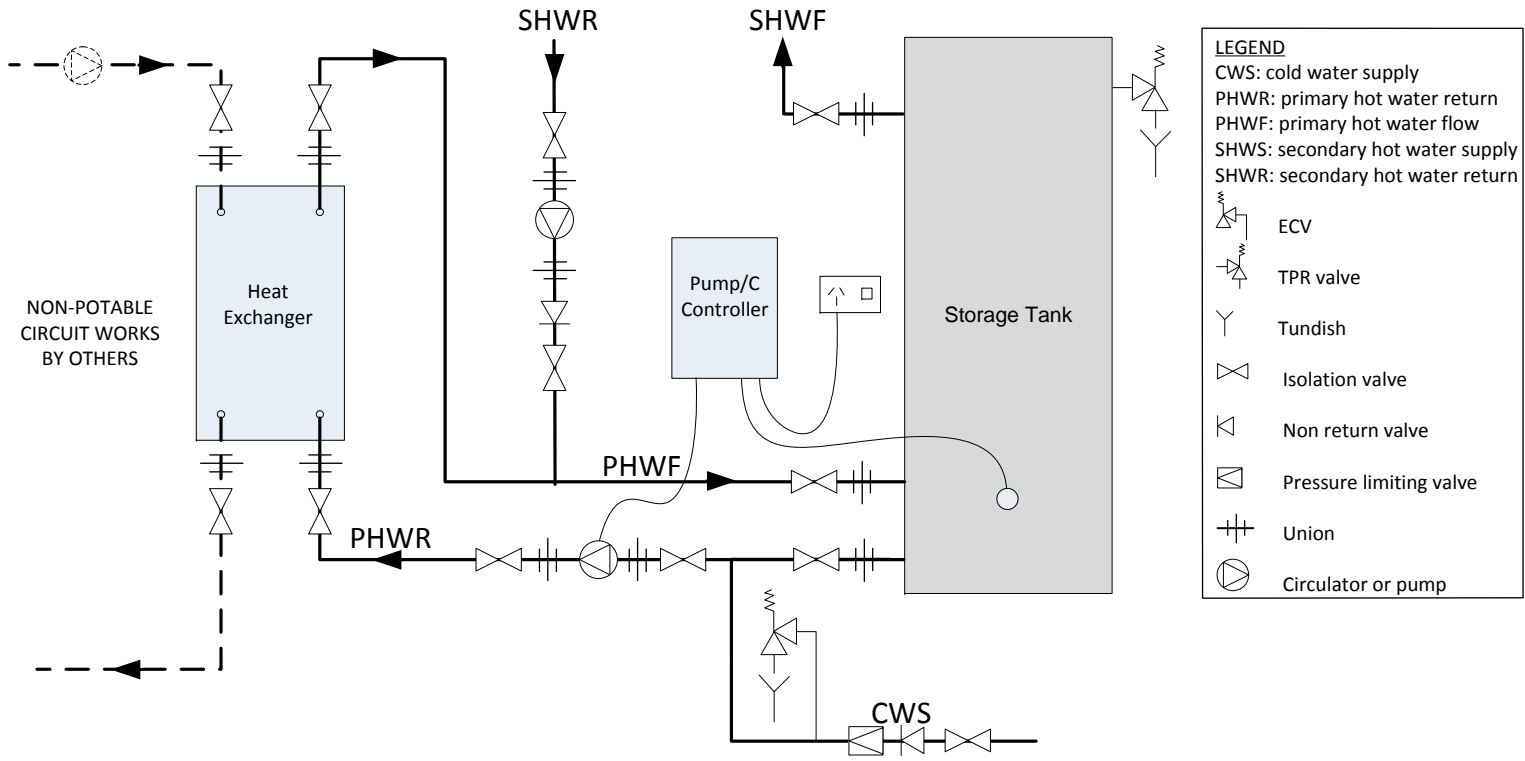 SHWR
SHWF
NON-POTABLE
CIRCUIT WORKS
BY OTHERS
Heat
Exchanger
Pump/C
Controller
Storage Tank
PHWF
PHWR
CWS
LEGEND
CWS: cold water supply
PHWR: primary hot water return
PHWF: primary hot water flow
SHWS: secondary hot water supply
SHWR: secondary hot water return
ECV
TPR valve
Tundish
Isolation valve
Non return valve
Pressure limiting valve
Union
Circulator or pump